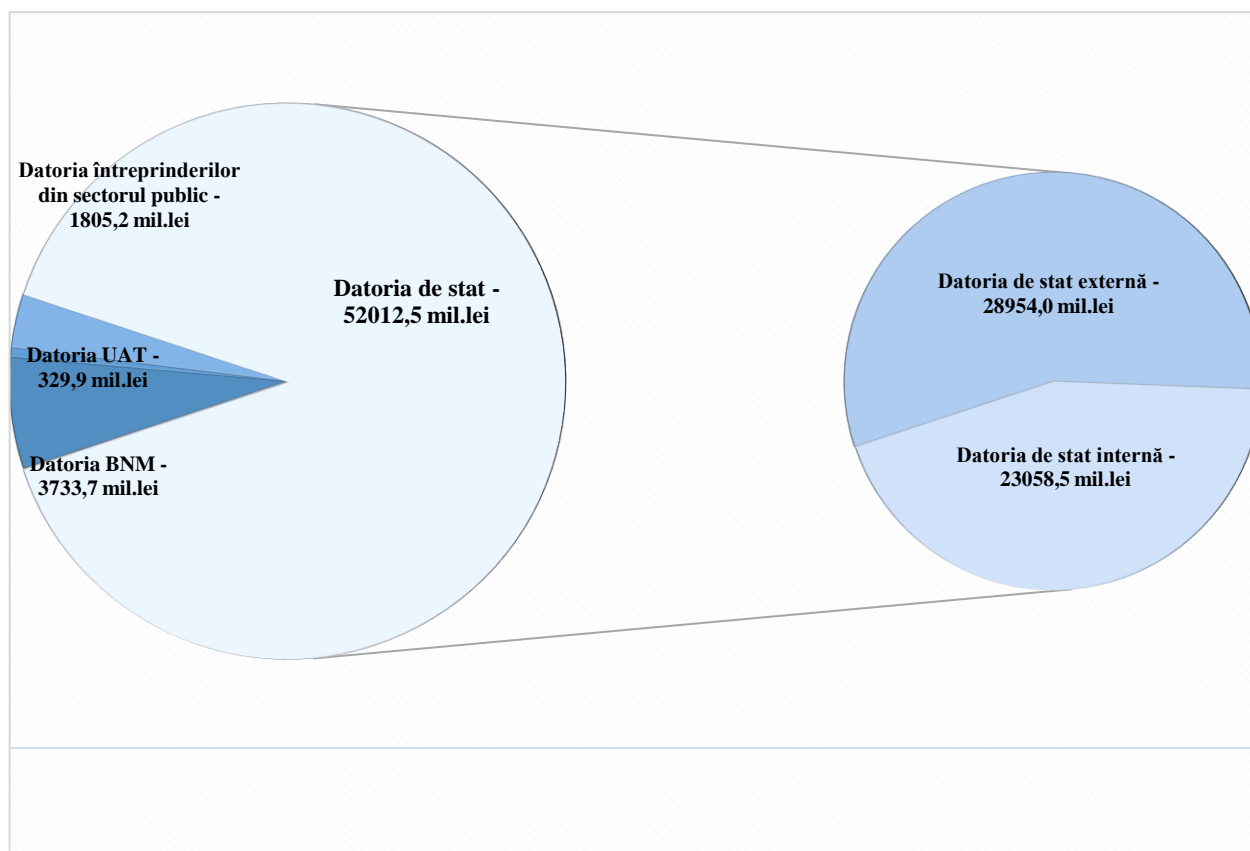 Datoria întreprinderilor
din sectorul public -
1805,2 mil.lei
Datoria de stat -
52012,5 mil.lei
Datoria UAT -
329,9 mil.lei
Datoria BNM -
3733,7 mil.lei
Datoria de stat externă -
28954,0 mil.lei
Datoria de stat internă -
23058,5 mil.lei